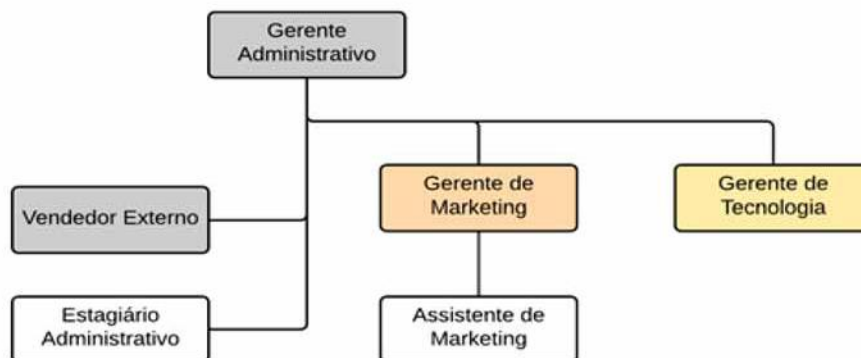 Gerente
Administrativo
Vendedor Externo
Gerente de
Marketing
Gerente de
Tecnologia
Estagiário
Administrativo
Assistente de
Marketing